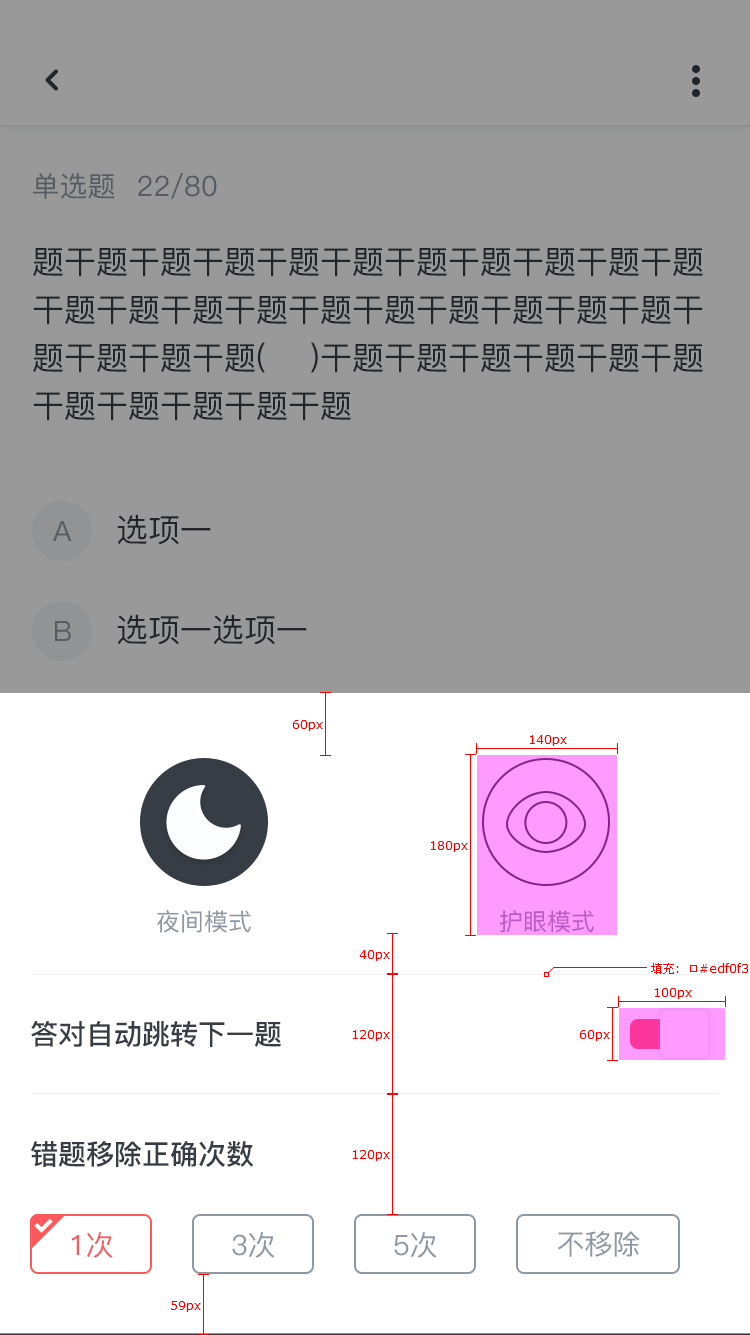 单选题 22/80
题干题干题干题干题干题干题干题干题干题干题
干题干题干题干题干题干题干题干题干题干题干
题干题干题干题( )干题干题干题干题干题干题
干题干题干题干题干题
A 选项一
B 选项一选项一
60px
140px
180px
夜间模式
护眼模式
40px
填充: #edf0f3
100px
答对自动跳转下一题
120px
60px
错题移除正确次数
120px
1次
3次
5次
不移除
59px